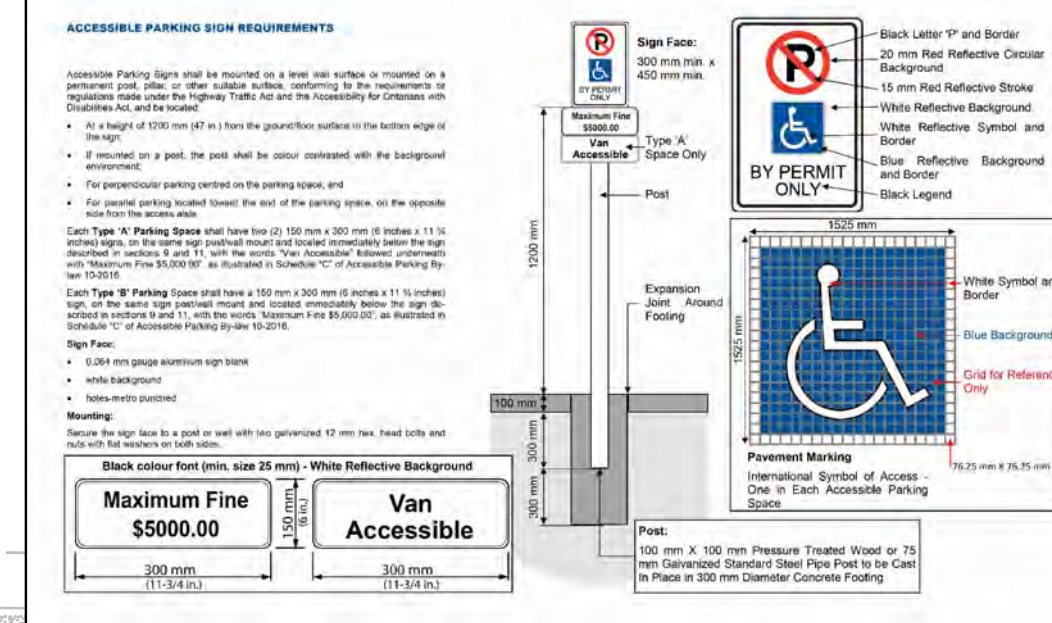 ACCESSIBLE PARKING SIGN REQUIREMENTS
Accessible Parking Signs shall be mounted on a level wall surface or mounted on a
permanent post, pillar, or other suitable surface, conforming to the requirements or
regulations made under the Highway Traffic Act and the Accessibility for Ontarians with
Disabilities Act, and be located:
• At a height of 1200 mm (47 in.) from the ground/floor surface to the bottom edge of
the sign;
• If mounted on a post, the post shall be colour contrasted with the background
environment;
• For perpendicular parking centred on the parking space; and
• For parallel parking located toward the end of the parking space, on the opposite
side from the access aisle.
Each Type 'A' Parking Space shall have two (2) 150 mm x 300 mm (6 inches x 11 ¾
inches) signs, on the same sign post/wall mount and located immediately below the sign
described in sections 9 and 11, with the words "Van Accessible" followed underneath
with "Maximum Fine $5,000.00", as illustrated in Schedule "C" of Accessible Parking By-
law 10-2016.
Each Type 'B' Parking Space shall have a 150 mm x 300 mm (6 inches x 11 ¾ inches)
sign, on the same sign post/wall mount and located immediately below the sign de-
scribed in sections 9 and 11, with the words "Maximum Fine $5,000.00", as illustrated in
Schedule "C" of Accessible Parking By-law 10-2016.
Sign Face:
• 0.064 mm gauge aluminum sign blank
• white background
• holes-metro punched
Mounting:
Secure the sign face to a post or wall with two galvanized 12 mm hex. head bolts and
nuts with flat washers on both sides.
Black colour font (min. size 25 mm) - White Reflective Background
Maximum Fine
$5000.00
150 mm
(6 in.)
Van
Accessible
300 mm
(11-3/4 in.)
300 mm
(11-3/4 in.)
P
BY PERMIT
ONLY
Maximum Fine
$5000.00
Van
Accessible
Sign Face:
300 mm min. x
450 mm min.
Type 'A'
Space Only
Post
1200 mm
Expansion
Joint Around
Footing
100 mm
300 mm
300 mm
Post:
100 mm X 100 mm Pressure Treated Wood or 75
mm Galvanized Standard Steel Pipe Post to be Cast
In Place in 300 mm Diameter Concrete Footing
P
BY PERMIT
ONLY
Black Letter 'P' and Border
20 mm Red Reflective Circular
Background
15 mm Red Reflective Stroke
White Reflective Background
White Reflective Symbol and
Border
Blue Reflective Background
and Border
Black Legend
1525 mm
1525 mm
White Symbol an
Border
Blue Background
Grid for Referenc
Only
76.25 mm X 76.25 mm
Pavement Marking
International Symbol of Access -
One in Each Accessible Parking
Space